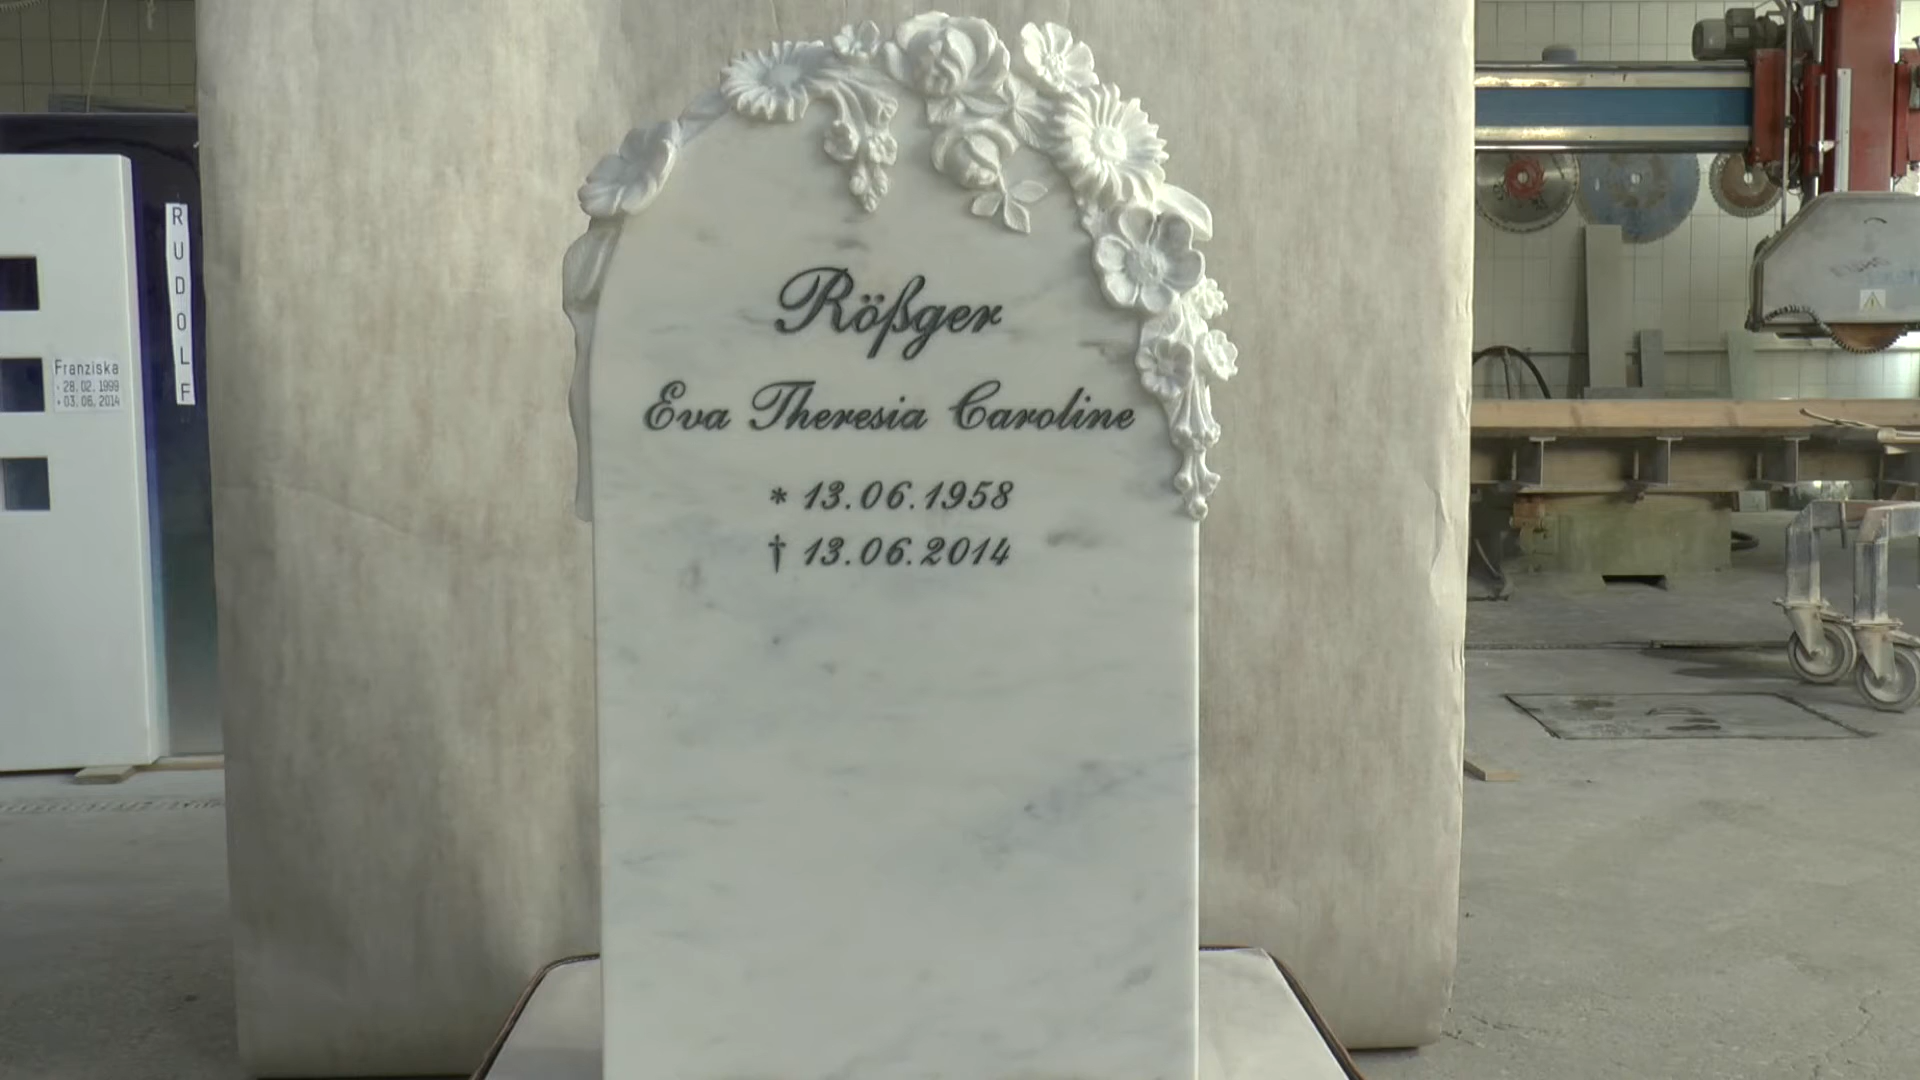 Rößger
Eva Theresia Caroline
* 13.06.1958
† 13.06.2014
RUDOLF
Franziska
* 28.02.1999
+ 03.06.2014